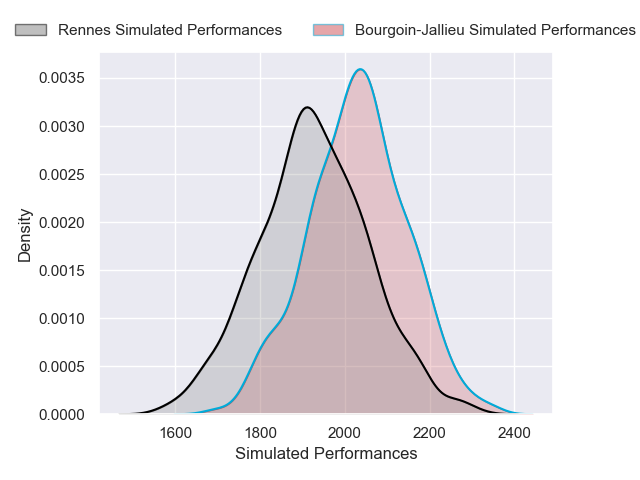 Rennes Simulated Performances Bourgoin-Jallieu Simulated Performances
0.0035
0.0030
0.0025
0.0020
0.0015
0.0010
0.0005
0.0000
Density
1600 1800 2000 2200 2400
Simulated Performances